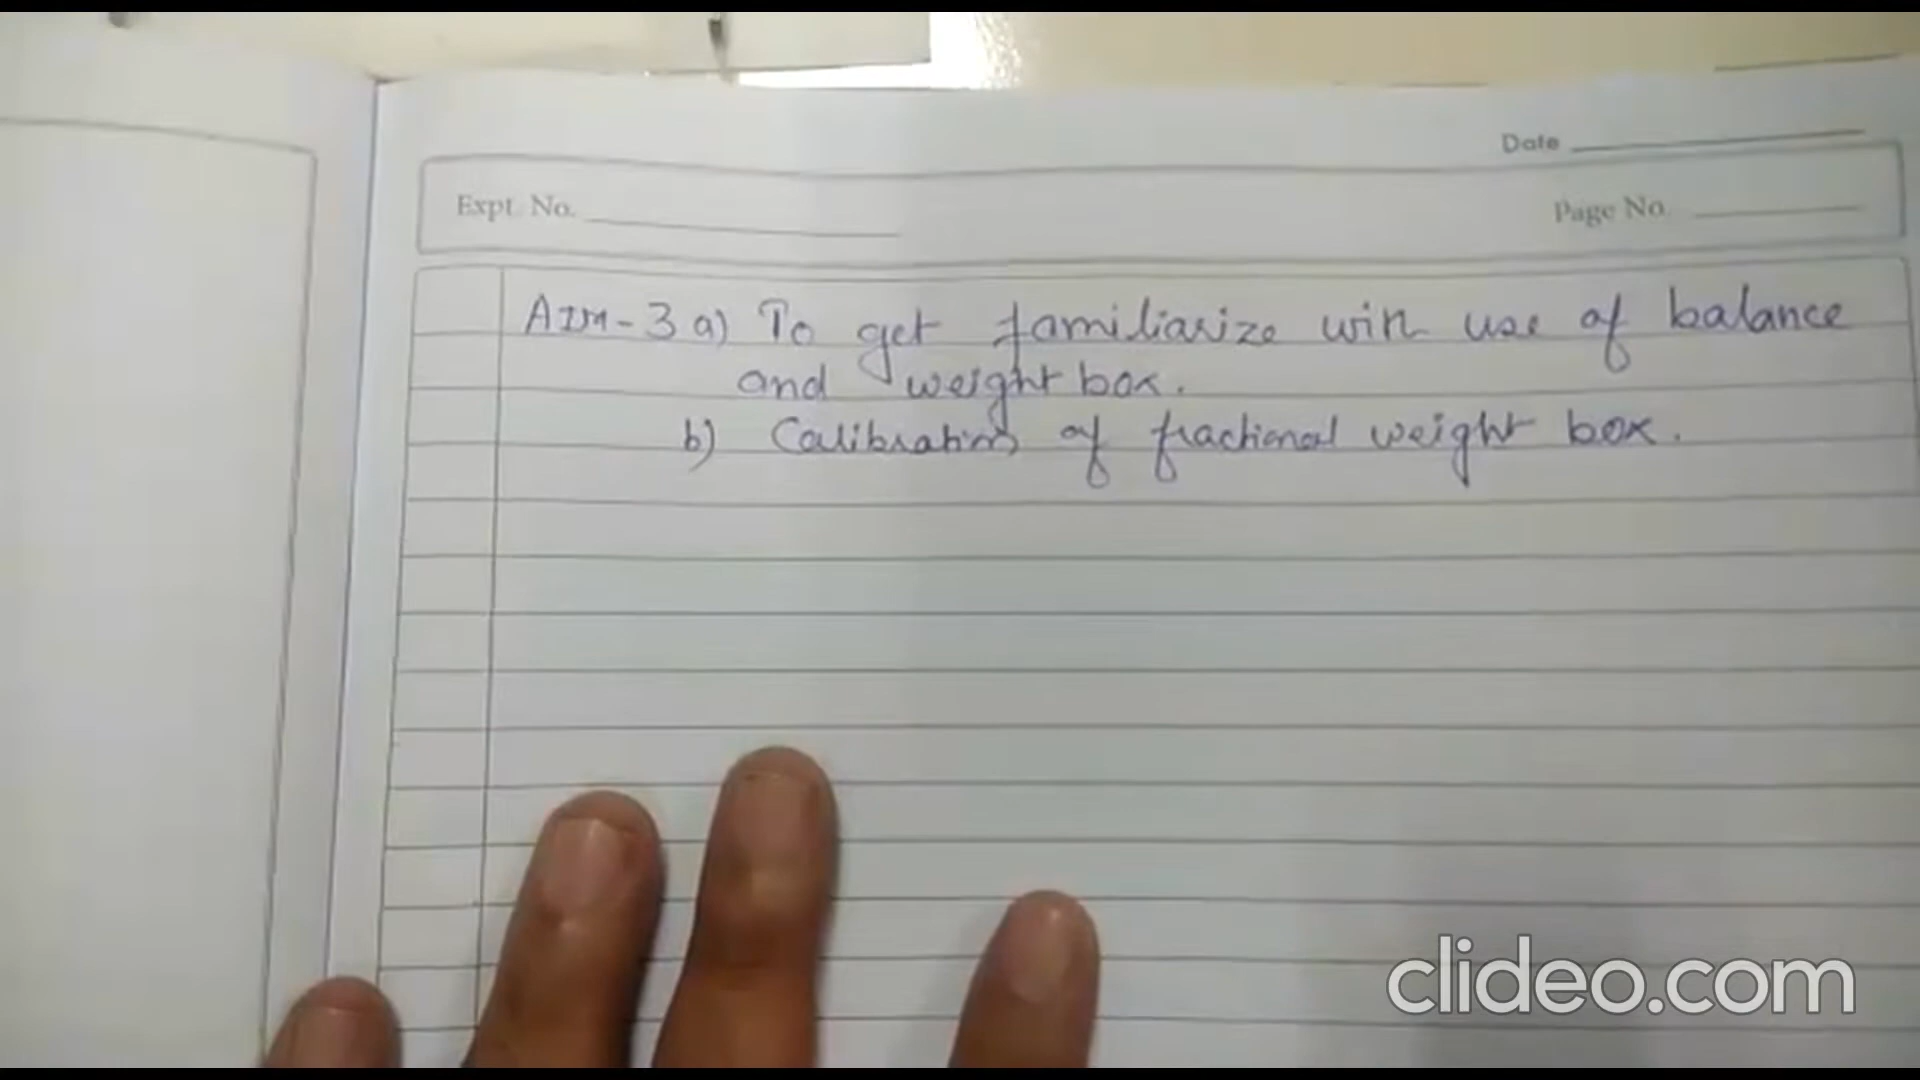 Date
Expt. No.
Page No.
AIM-3 a) To get familiarize with use of balance
and weight box.
b) Calibration of fractional weight box.
clideo.com